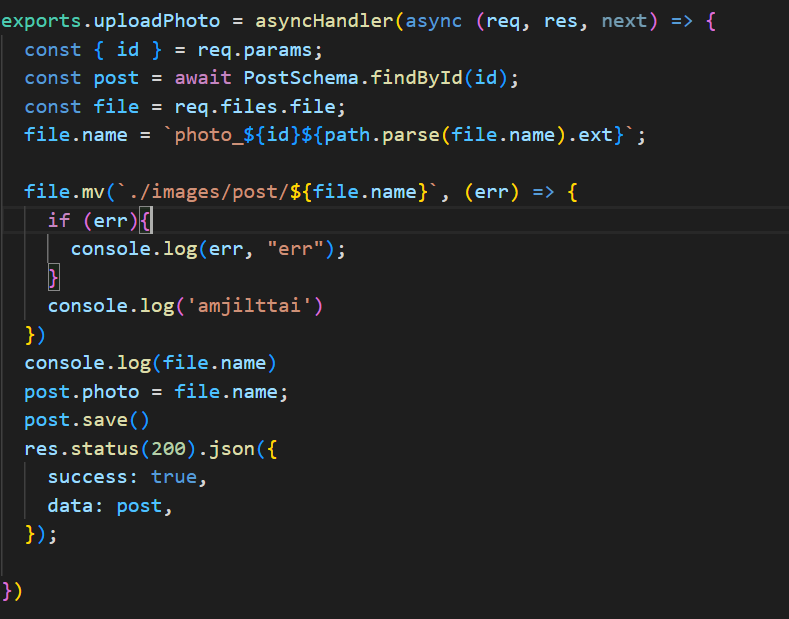 exports.uploadPhoto = asyncHandler(async (req, res, next) => {
  const { id } = req.params;
  const post = await PostSchema.findById(id);
  const file = req.files.file;
  file.name = `photo_${id}${path.parse(file.name).ext}`;

  file.mv(`./images/post/${file.name}`, (err) => {
    if (err){
      console.log(err, "err");
    }
    console.log('amjilttai')
  })
  console.log(file.name)
  post.photo = file.name;
  post.save()
  res.status(200).json({
    success: true,
    data: post,
  });

})